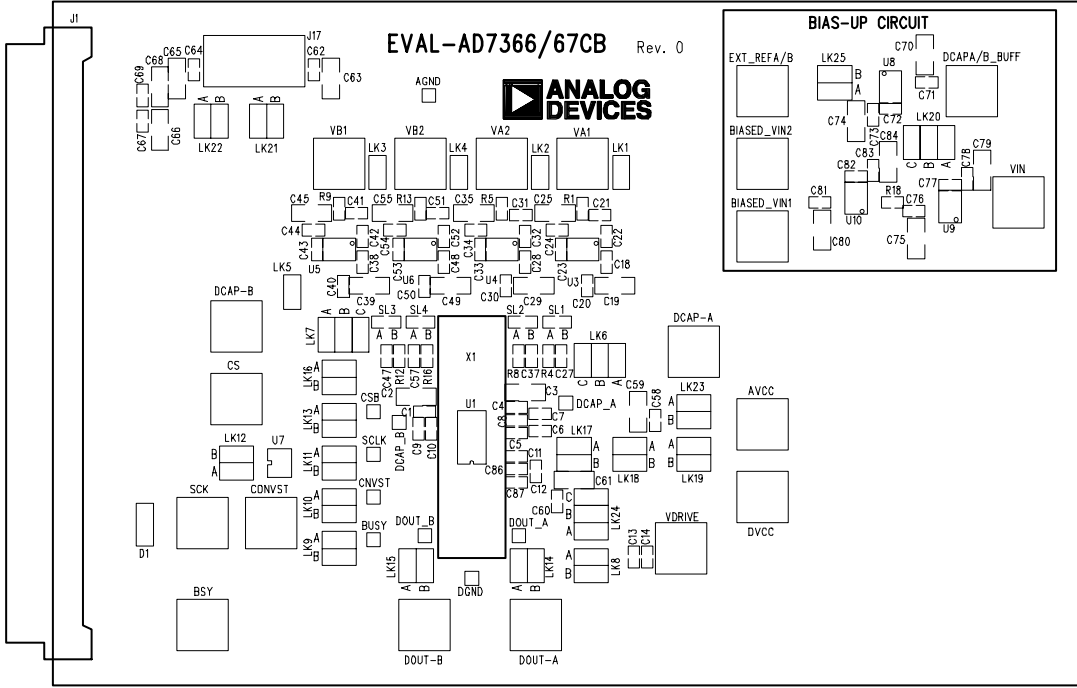 J1
EVAL-AD7366/67CB Rev. 0
ANALOG
DEVICES
AGND
J17
C69
C68
C65
C64
C62
C63
C67
C66
A
B
LK22
A
B
LK21
BIAS-UP CIRCUIT
EXT_REFA/B
LK25
B
A
U8
C70
DCAPA/B_BUFF
C71
C74
C73
C72
C84
LK20
C
B
A
BIASED_VIN2
C83
C82
C79
C78
C77
VIN
C81
U10
R18
C76
U9
BIASED_VIN1
C80
C75
VB1
LK3
VB2
LK4
VA2
LK2
VA1
LK1
C45
R9
C41
C55
R13
C51
C35
R5
C31
C25
R1
C21
C44
C42
C54
C52
C34
C32
C24
C22
C43
U5
C38
C53
U6
C48
C33
U4
C28
C23
U3
C18
C40
C39
C50
C49
C30
C29
C20
C19
LK5
DCAP-B
LK7
A
B
C
SL3
A B
SL4
A B
SL2
A B
SL1
A B
X1
LK6
C
B
A
DCAP-A
C47
R12
C57
R16
R8
C37
R4
C27
CS
LK16
A
B
C2
C1
C3
C4
C8
C7
C6
DCAP_A
C59
C58
LK23
A
B
AVCC
CSB
LK13
A
B
DCAP_B
C9
C10
U1
C5
LK12
B
A
U7
SCLK
LK11
A
B
C86
C11
C12
C87
LK17
A
B
LK18
A
B
LK19
A
B
C61
C60
SCK
CONVST
CNVST
LK10
A
B
C
B
A
LK24
DVCC
D1
BUSY
LK9
A
B
DOUT_B
DOUT_A
C13
C14
VDRIVE
LK15
A
B
LK14
A
B
LK8
A
B
DGND
BSY
DOUT-B
DOUT-A